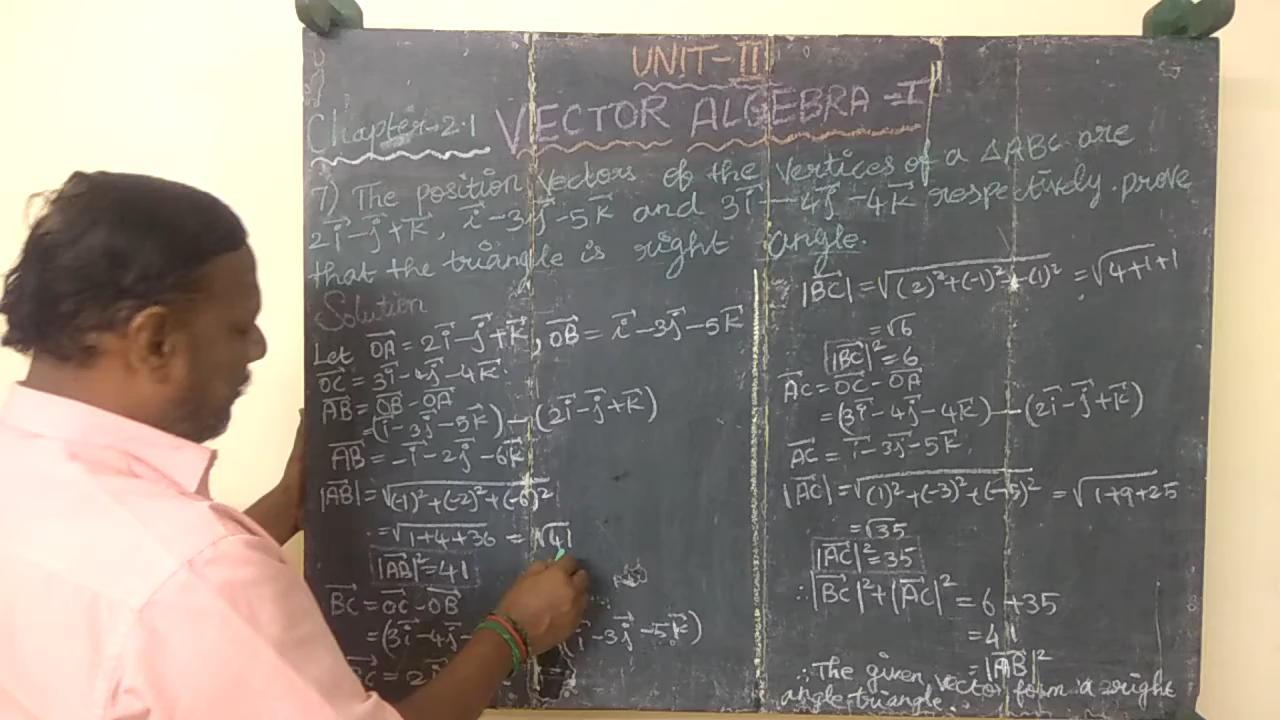 UNIT-II
Chapter-2.1 VECTOR ALGEBRA-I
7) The position vectors of the vertices of a △ABC are
2i⃗-j⃗+k⃗, i⃗-3j⃗-5k⃗ and 3i⃗-4j⃗-4k⃗ respectively. prove
that the triangle is right angle.
Solution
Let OA⃗ = 2i⃗-j⃗+k⃗, OB⃗ = i⃗-3j⃗-5k⃗
OC⃗ = 3i⃗-4j⃗-4k⃗.
AB⃗ = OB⃗-OA⃗
=(i⃗-3j⃗-5k⃗)-(2i⃗-j⃗+k⃗)
AB⃗ = -i⃗-2j⃗-6k⃗
|AB⃗| = √(-1)²+(-2)²+(-6)²
= √1+4+36 = √41
|AB⃗|²=41
BC⃗ = OC⃗-OB⃗
=(3i⃗-4j⃗- (i⃗-3j⃗-5k⃗)
= 2i⃗
|BC⃗| = √(2)²+(-1)²+(1)² = √4+1+1
= √6
|BC⃗|²=6
AC = OC⃗-OA⃗
=(3i⃗-4j⃗-4k⃗)-(2i⃗-j⃗+k⃗)
AC⃗ = i⃗-3j⃗-5k⃗.
|AC⃗| = √(1)²+(-3)²+(-5)² = √1+9+25
= √35
|AC⃗|²=35
∴|BC⃗|²+|AC⃗|² = 6+35
= 41
= |AB⃗|²
∴ The given vector form a right
angle triangle.